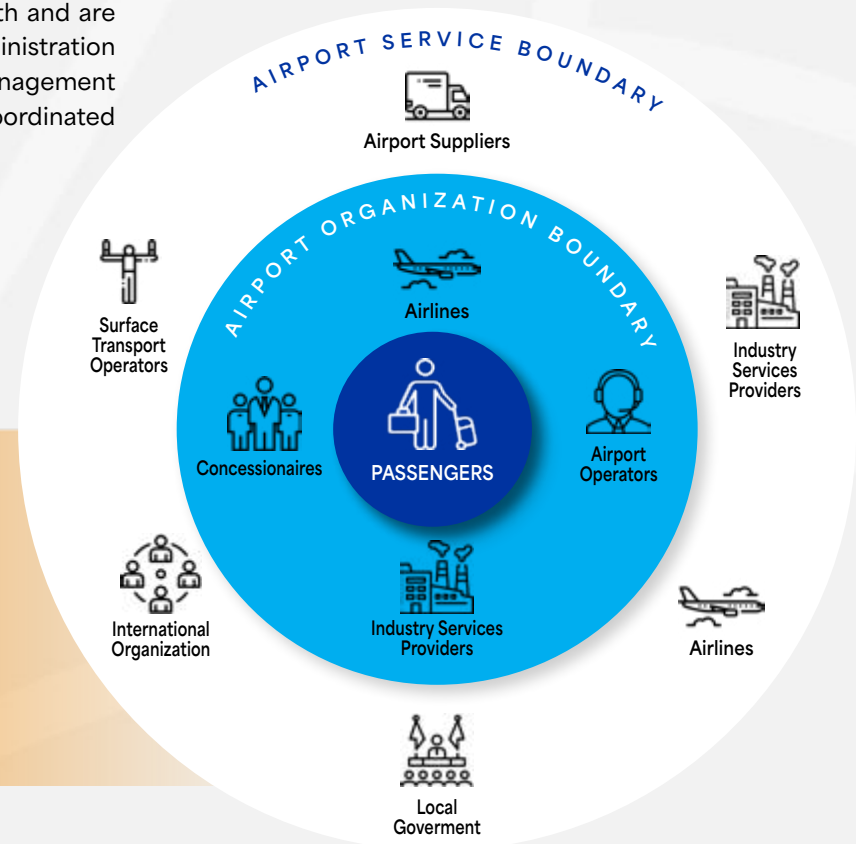 th and are
inistration
nagement
oordinated
AIRPORT SERVICE BOUNDARY
Airport Suppliers
AIRPORT ORGANIZATION BOUNDARY
Airlines
Surface
Transport
Operators
Industry
Services
Providers
Concessionaires
PASSENGERS
Airport
Operators
International
Organization
Industry Services
Providers
Airlines
Local
Goverment